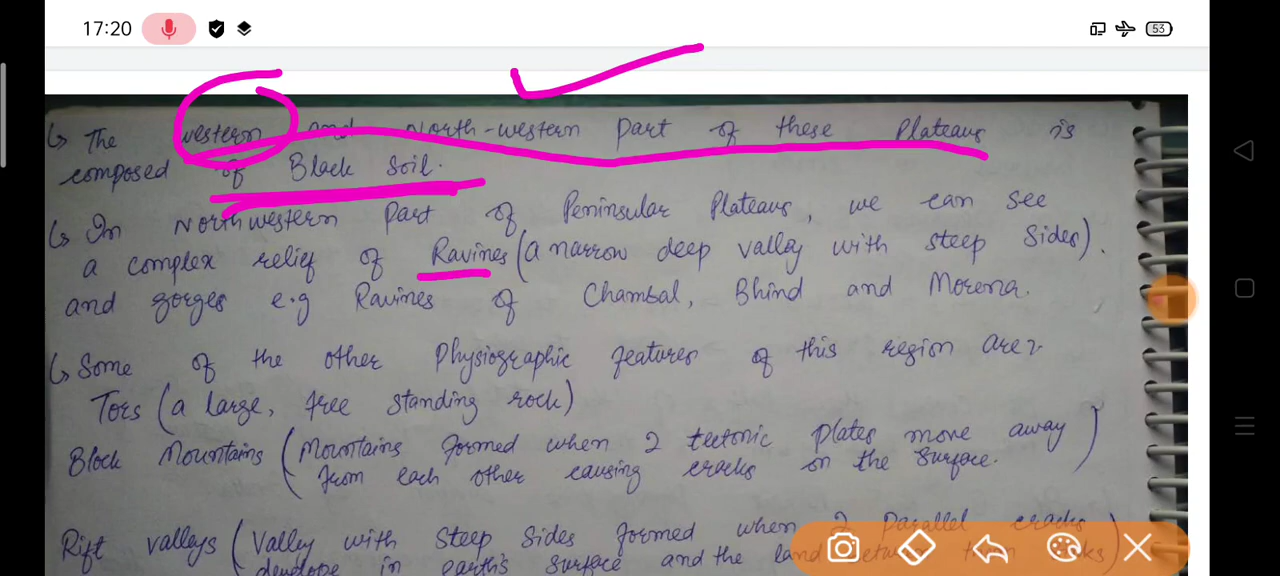 17:20
53
↳ The western and North-western Part of these Plateaus is
composed of Black Soil.
↳ In Northwestern Part of Peninsular Plateaus, we can see
a complex relief of Ravines (a narrow deep valley with steep sides).
and gorges e.g Ravines of Chambal, Bhind and Morena.
↳ Some of the other Physiographic features of this region are:
Tors (a large, free standing rock)
Block Mountains (Mountains formed when 2 tectonic plates move away
from each other causing cracks on the surface.)
Rift valleys (Valley with steep sides formed when 2 parallel cracks
develope in earth's surface and the land